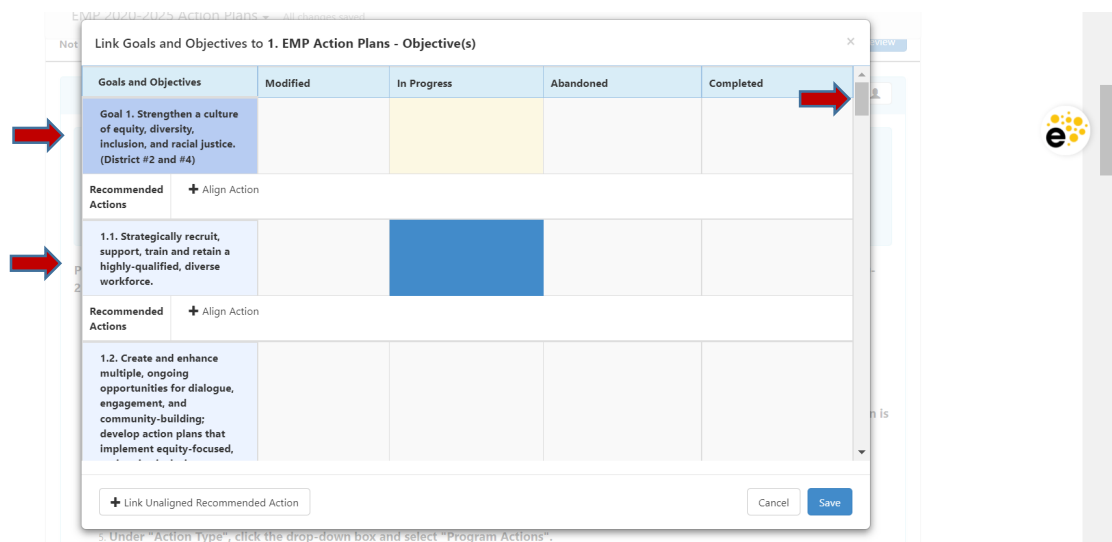 EMP 2020-2025 Action Plans All changes saved
Not
Link Goals and Objectives to 1. EMP Action Plans - Objective(s)
×
view
Goals and Objectives Modified In Progress Abandoned Completed
Goal 1. Strengthen a culture
of equity, diversity,
inclusion, and racial justice.
(District #2 and #4)
Recommended
Actions
+ Align Action
1.1. Strategically recruit,
support, train and retain a
highly-qualified, diverse
workforce.
Recommended
Actions
+ Align Action
1.2. Create and enhance
multiple, ongoing
opportunities for dialogue,
engagement, and
community-building;
develop action plans that
implement equity-focused,
n is
+ Link Unaligned Recommended Action
Cancel
Save
5. Under "Action Type", click the drop-down box and select "Program Actions".
e